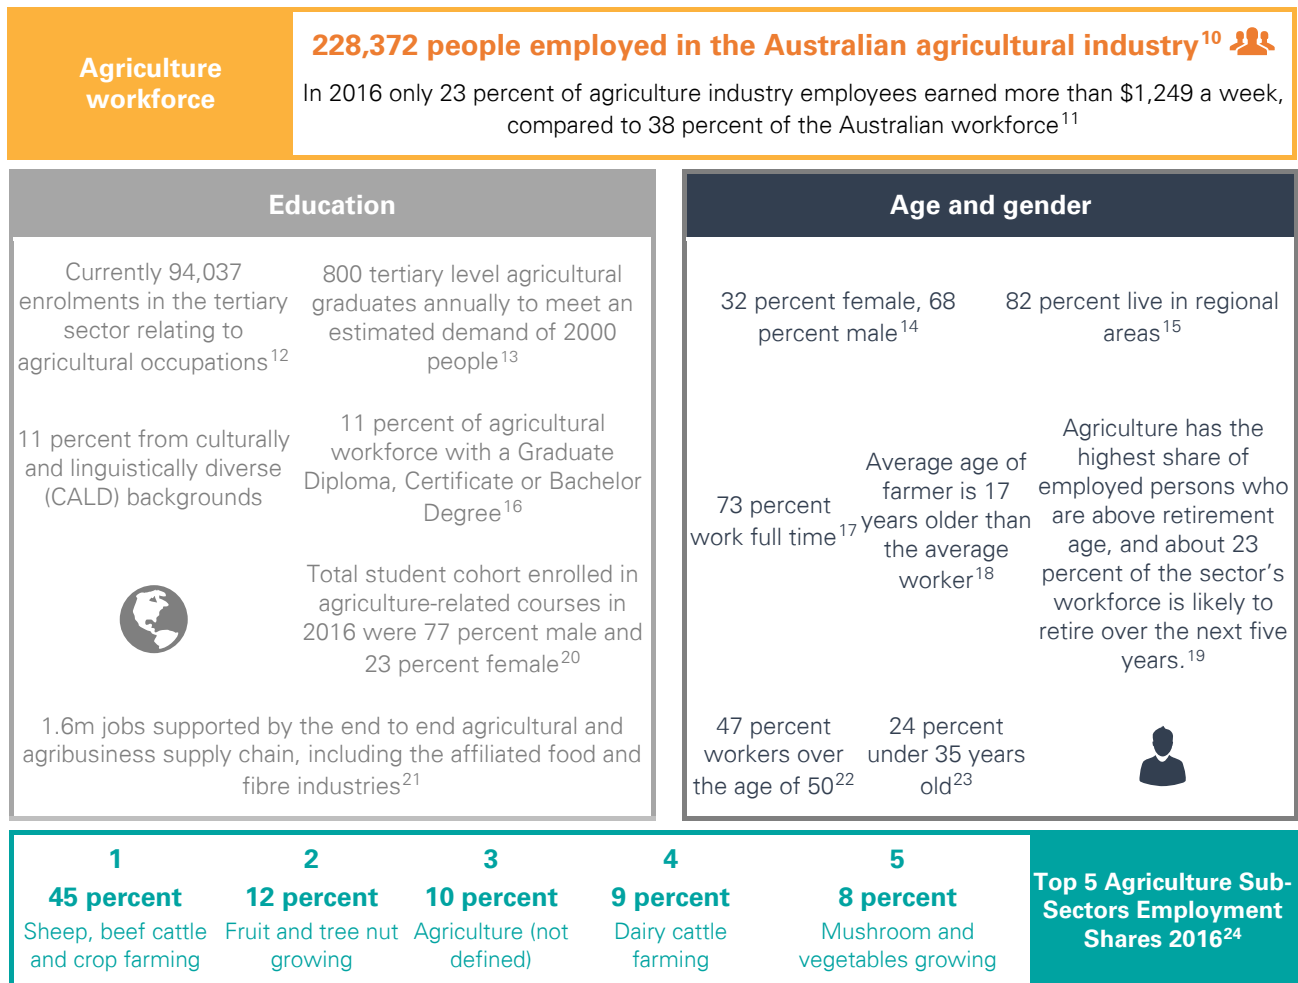 Agriculture
workforce
228,372 people employed in the Australian agricultural industry10
In 2016 only 23 percent of agriculture industry employees earned more than $1,249 a week,
compared to 38 percent of the Australian workforce11
Education
Currently 94,037
enrolments in the tertiary
sector relating to
agricultural occupations12
800 tertiary level agricultural
graduates annually to meet an
estimated demand of 2000
people13
11 percent from culturally
and linguistically diverse
(CALD) backgrounds
11 percent of agricultural
workforce with a Graduate
Diploma, Certificate or Bachelor
Degree16
Total student cohort enrolled in
agriculture-related courses in
2016 were 77 percent male and
23 percent female20
1.6m jobs supported by the end to end agricultural and
agribusiness supply chain, including the affiliated food and
fibre industries21
Age and gender
32 percent female, 68
percent male14
82 percent live in regional
areas15
73 percent
work full time17
Average age of
farmer is 17
years older than
the average
worker18
Agriculture has the
highest share of
employed persons who
are above retirement
age, and about 23
percent of the sector's
workforce is likely to
retire over the next five
years.19
47 percent
workers over
the age of 5022
24 percent
under 35 years
old23
1
45 percent
Sheep, beef cattle
and crop farming
2
12 percent
Fruit and tree nut
growing
3
10 percent
Agriculture (not
defined)
4
9 percent
Dairy cattle
farming
5
8 percent
Mushroom and
vegetables growing
Top 5 Agriculture Sub-
Sectors Employment
Shares 201624